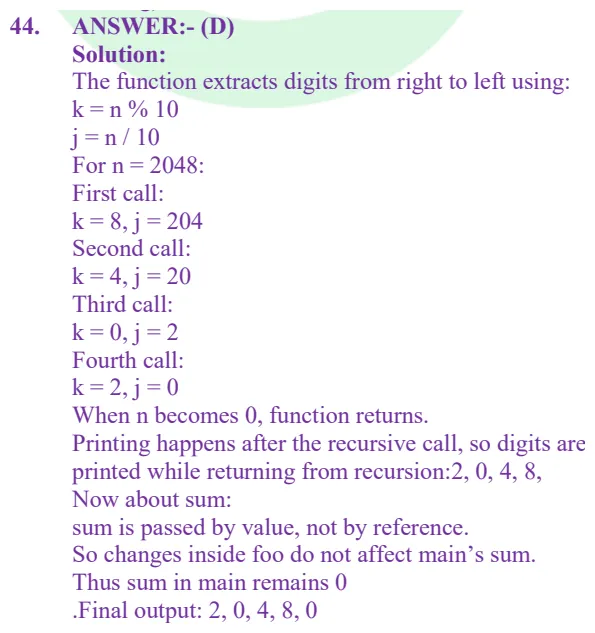 44. ANSWER:- (D)
Solution:
The function extracts digits from right to left using:
k = n % 10
j = n / 10
For n = 2048:
First call:
k = 8, j = 204
Second call:
k = 4, j = 20
Third call:
k = 0, j = 2
Fourth call:
k = 2, j = 0
When n becomes 0, function returns.
Printing happens after the recursive call, so digits are
printed while returning from recursion:2, 0, 4, 8,
Now about sum:
sum is passed by value, not by reference.
So changes inside foo do not affect main’s sum.
Thus sum in main remains 0
.Final output: 2, 0, 4, 8, 0